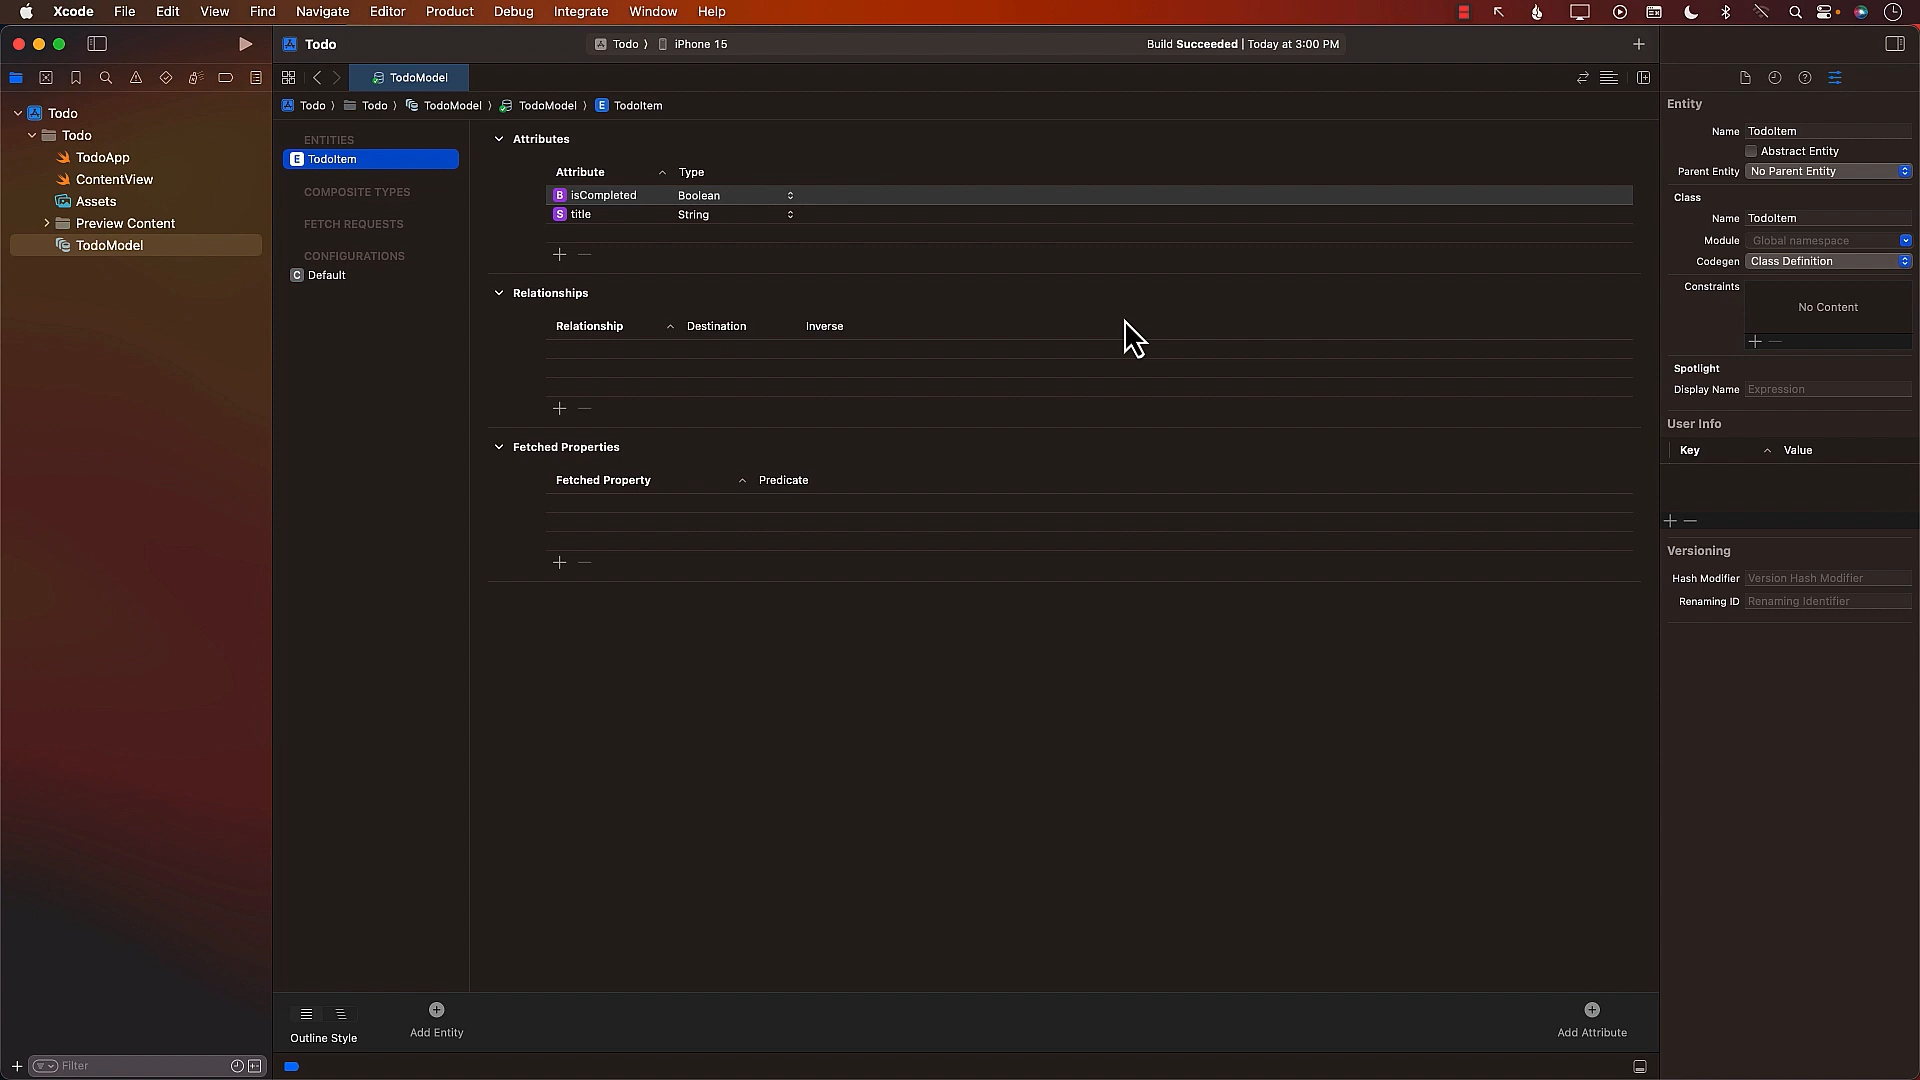 Xcode File Edit View Find Navigate Editor Product Debug Integrate Window Help
Todo
Todo ⟩ iPhone 15
Build Succeeded | Today at 3:00 PM
TodoModel
Todo ⟩ Todo ⟩ TodoModel ⟩ TodoModel ⟩ E TodoItem
Todo
Todo
TodoApp
ContentView
Assets
Preview Content
TodoModel
Filter
ENTITIES
E TodoItem
COMPOSITE TYPES
FETCH REQUESTS
CONFIGURATIONS
C Default
Attributes
Attribute Type
B isCompleted Boolean
S title String
Relationships
Relationship Destination Inverse
Fetched Properties
Fetched Property Predicate
Outline Style
Add Entity
Add Attribute
Entity
Name TodoItem
Abstract Entity
Parent Entity No Parent Entity
Class
Name TodoItem
Module Global namespace
Codegen Class Definition
Constraints
No Content
Spotlight
Display Name Expression
User Info
Key Value
Versioning
Hash Modifier Version Hash Modifier
Renaming ID Renaming Identifier